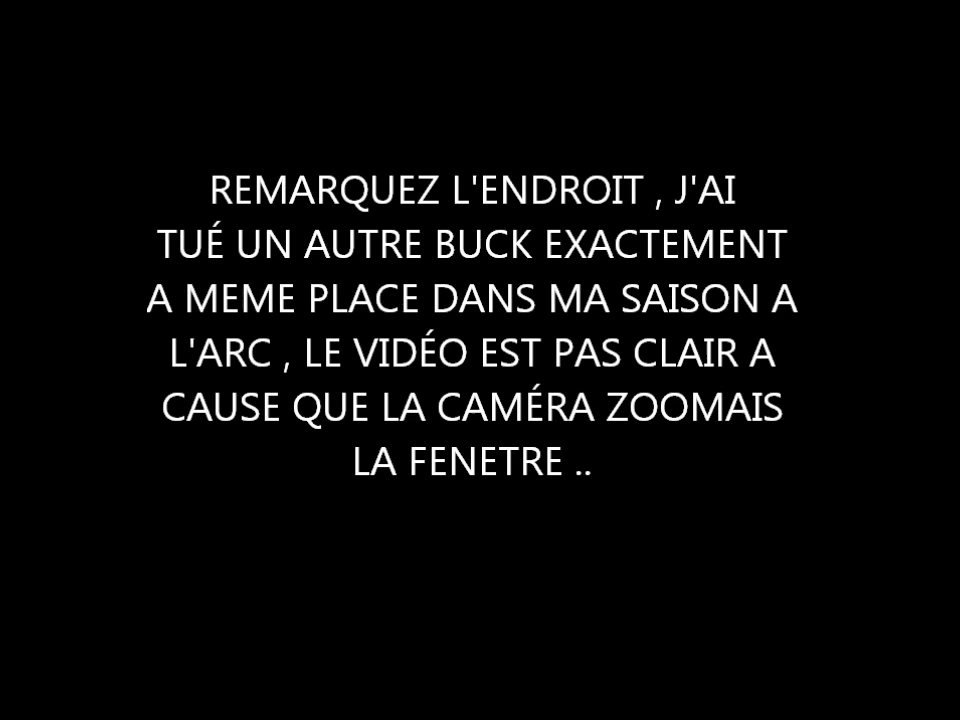 REMARQUEZ L'ENDROIT , J'AI
TUÉ UN AUTRE BUCK EXACTEMENT
A MEME PLACE DANS MA SAISON A
L'ARC , LE VIDÉO EST PAS CLAIR A
CAUSE QUE LA CAMÉRA ZOOMAIS
LA FENETRE ..